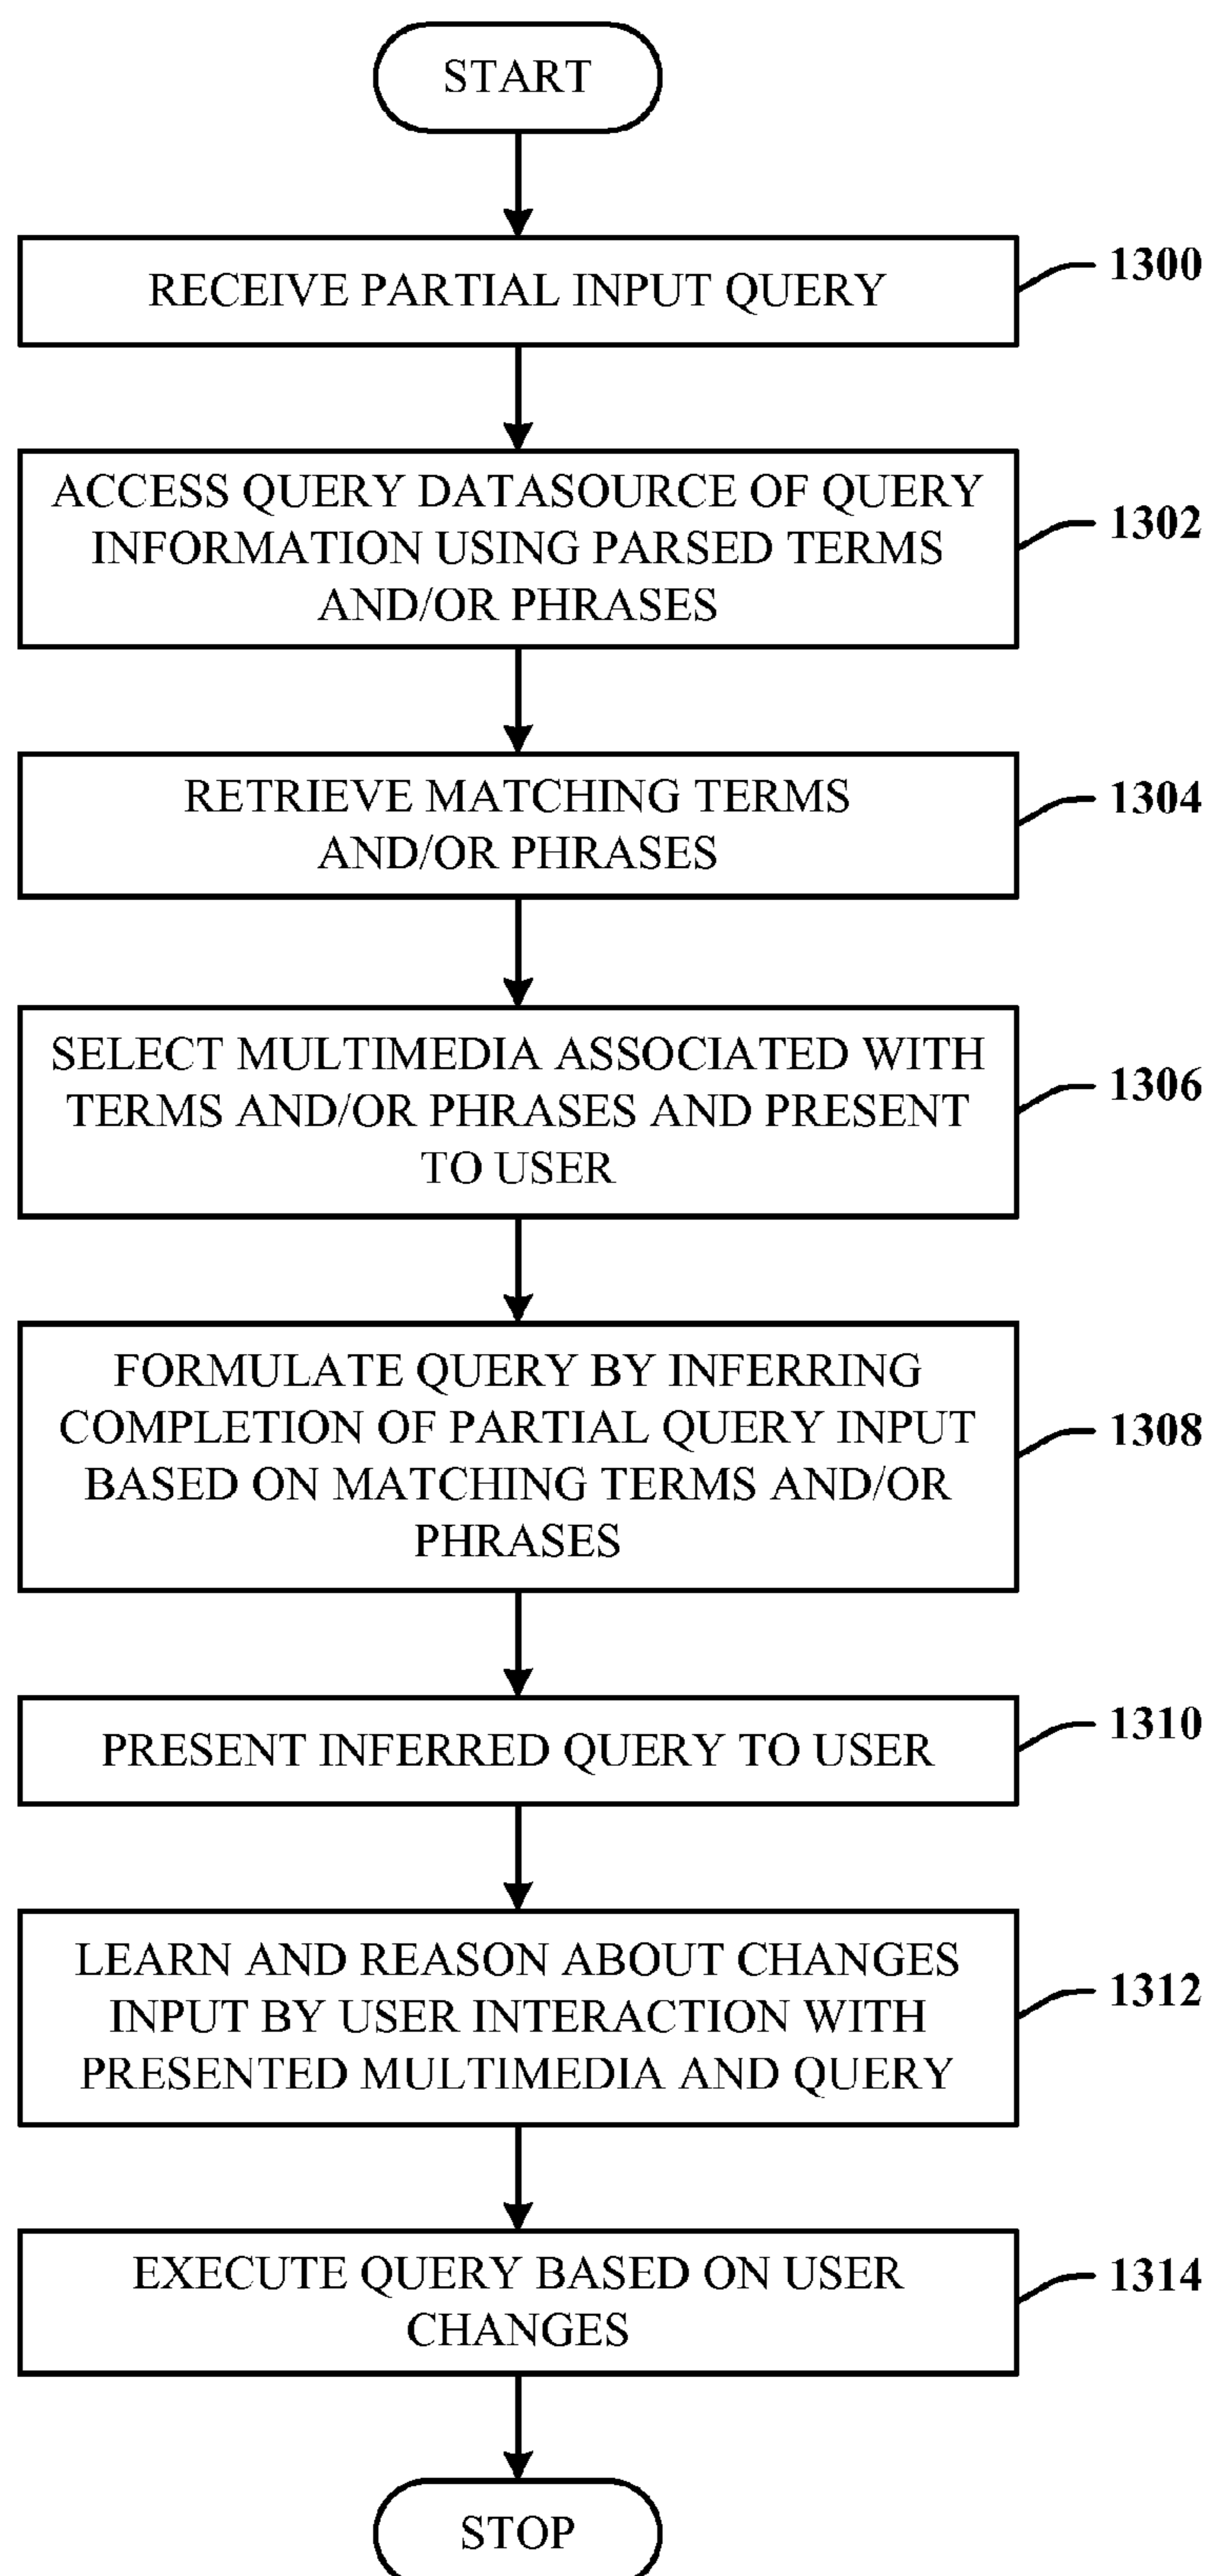 START
RECEIVE PARTIAL INPUT QUERY
1300
ACCESS QUERY DATASOURCE OF QUERY
INFORMATION USING PARSED TERMS
AND/OR PHRASES
1302
RETRIEVE MATCHING TERMS
AND/OR PHRASES
1304
SELECT MULTIMEDIA ASSOCIATED WITH
TERMS AND/OR PHRASES AND PRESENT
TO USER
1306
FORMULATE QUERY BY INFERRING
COMPLETION OF PARTIAL QUERY INPUT
BASED ON MATCHING TERMS AND/OR
PHRASES
1308
PRESENT INFERRED QUERY TO USER
1310
LEARN AND REASON ABOUT CHANGES
INPUT BY USER INTERACTION WITH
PRESENTED MULTIMEDIA AND QUERY
1312
EXECUTE QUERY BASED ON USER
CHANGES
1314
STOP